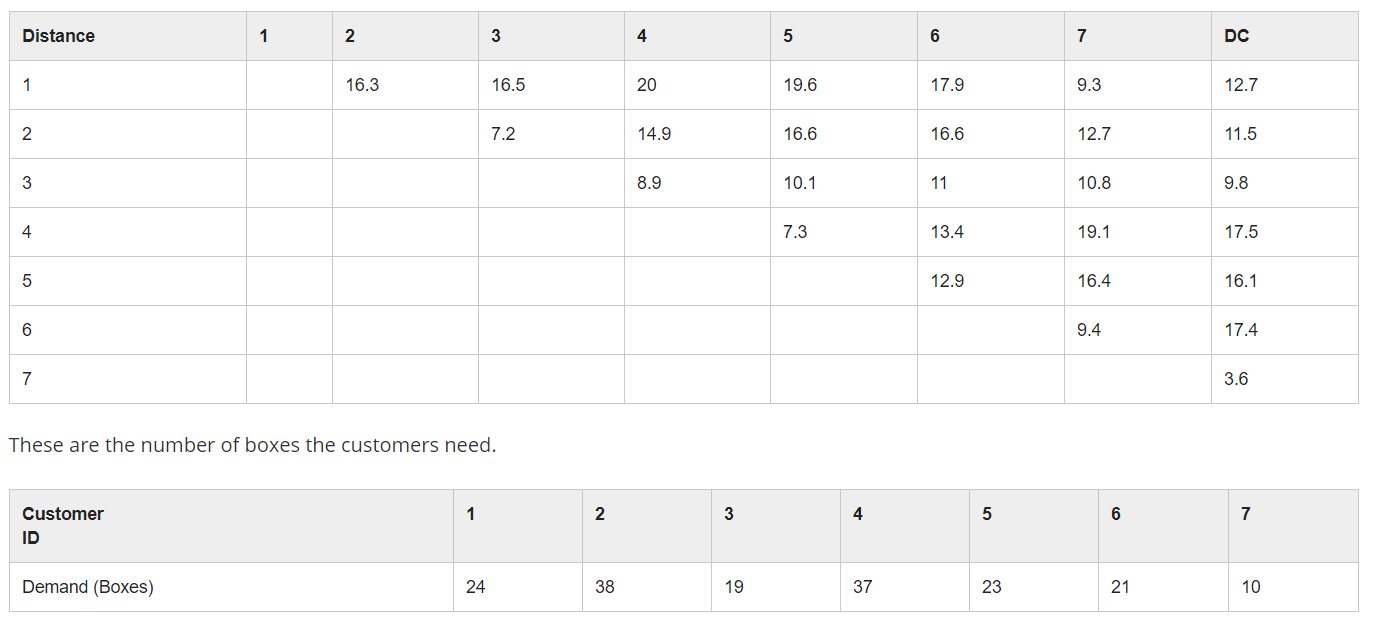 Distance 1 2 3 4 5 6 7 DC
1 16.3 16.5 20 19.6 17.9 9.3 12.7
2 7.2 14.9 16.6 16.6 12.7 11.5
3 8.9 10.1 11 10.8 9.8
4 7.3 13.4 19.1 17.5
5 12.9 16.4 16.1
6 9.4 17.4
7 3.6
These are the number of boxes the customers need.
Customer 1 2 3 4 5 6 7
ID
Demand (Boxes) 24 38 19 37 23 21 10